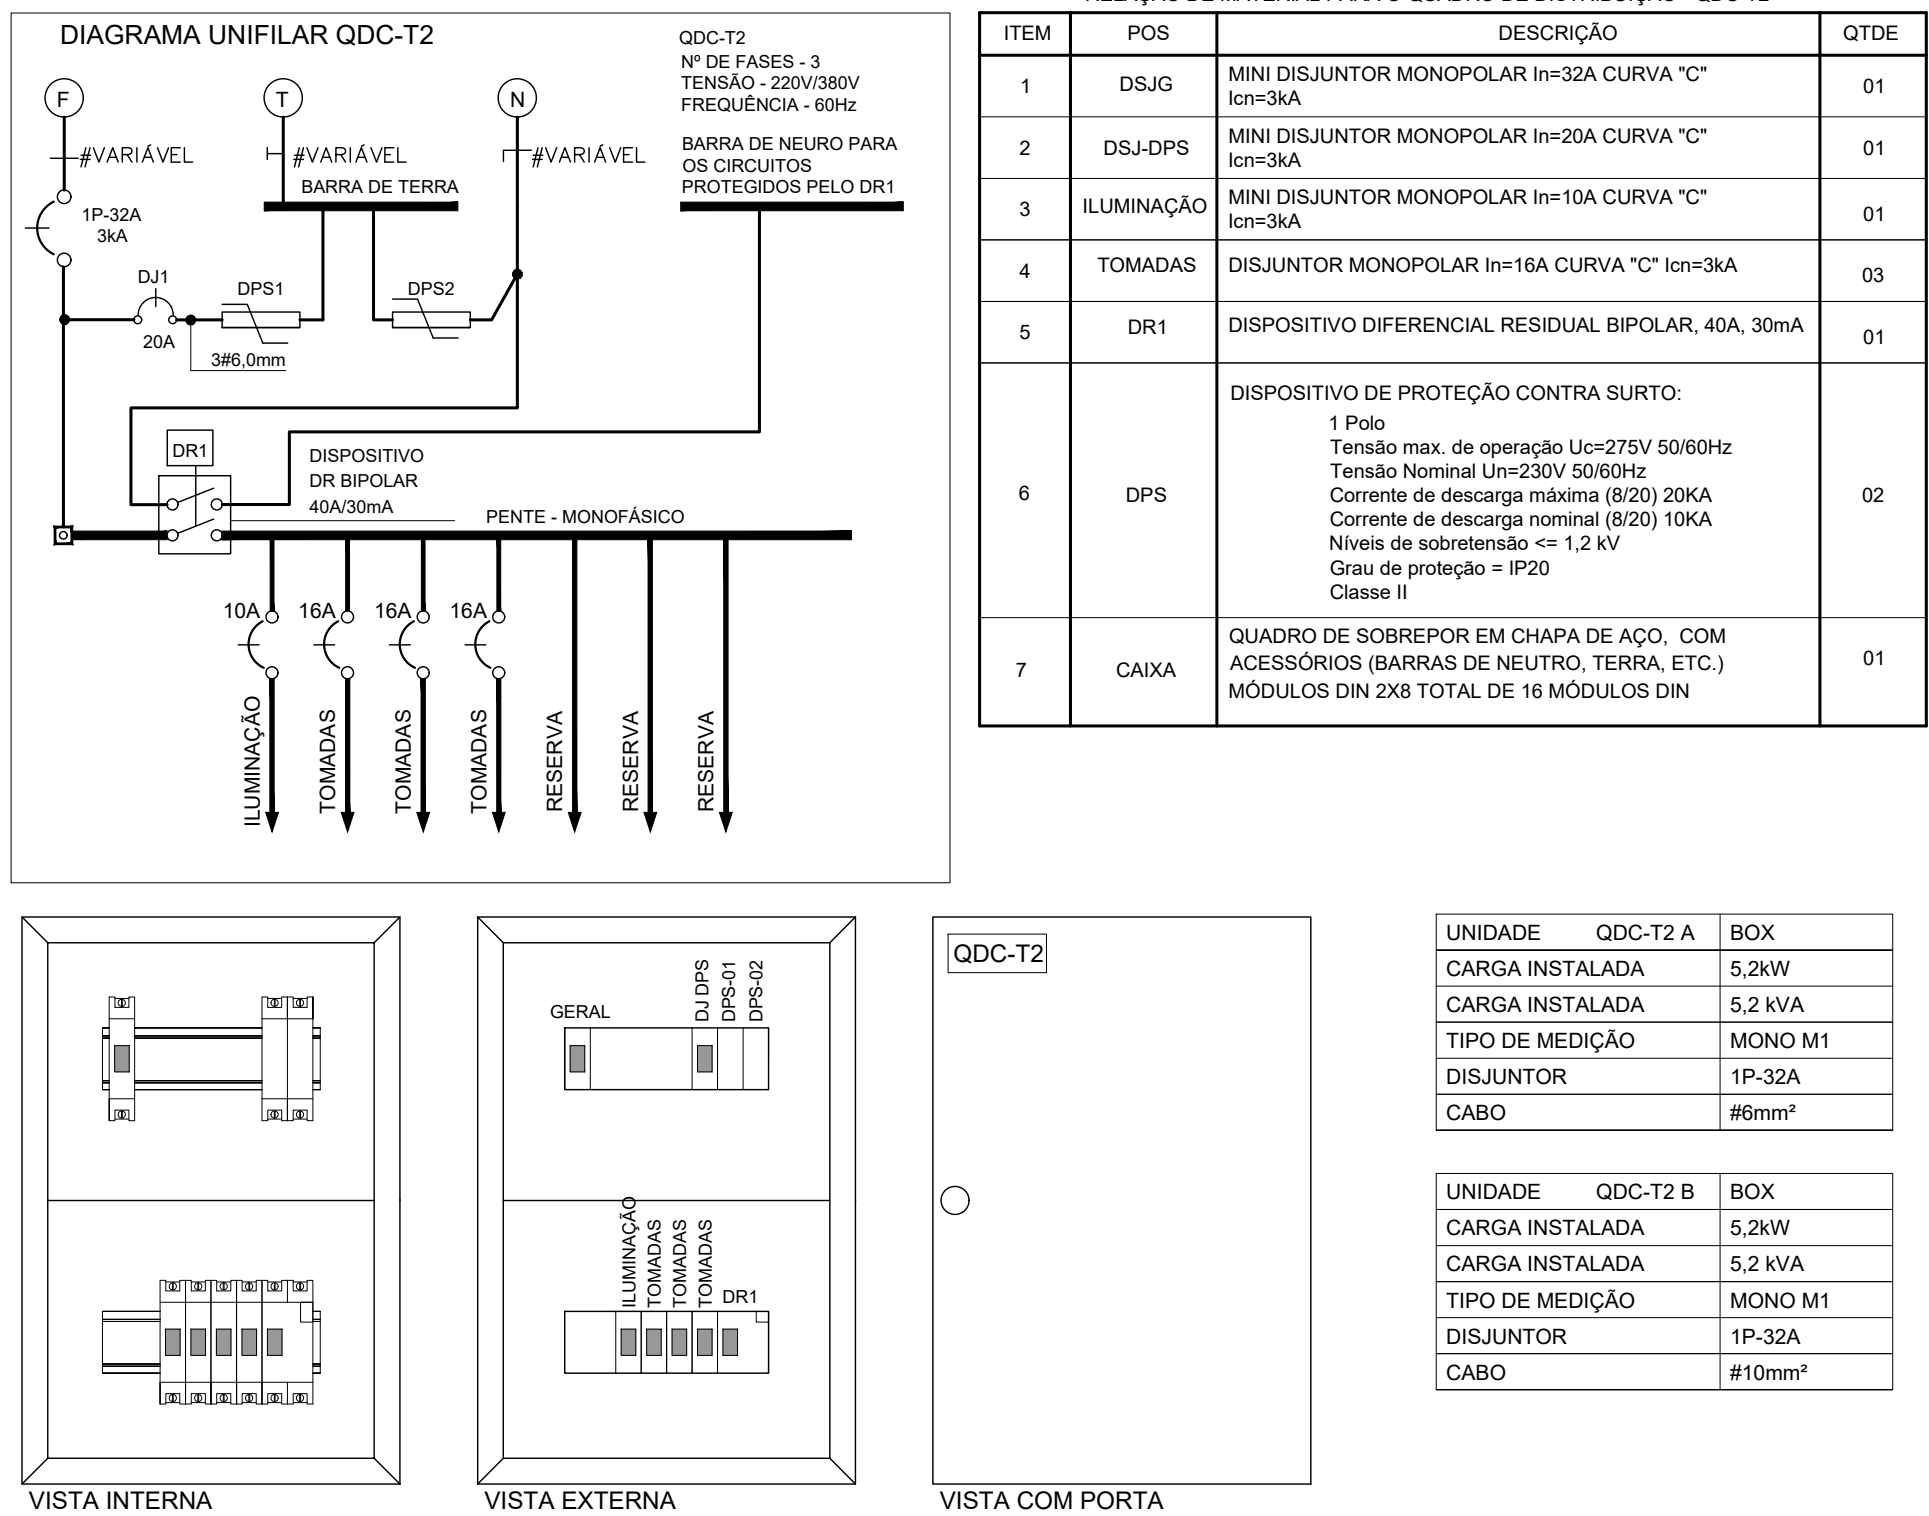 RELAÇÃO DE MATERIAL PARA O QUADRO DE DISTRIBUIÇÃO - QDC-T2
DIAGRAMA UNIFILAR QDC-T2
QDC-T2
Nº DE FASES - 3
TENSÃO - 220V/380V
FREQUÊNCIA - 60Hz
F
T
N
#VARIÁVEL
#VARIÁVEL
#VARIÁVEL
BARRA DE NEURO PARA
OS CIRCUITOS
PROTEGIDOS PELO DR1
BARRA DE TERRA
1P-32A
3kA
DJ1
20A
DPS1
DPS2
3#6,0mm
DR1
DISPOSITIVO
DR BIPOLAR
40A/30mA
PENTE - MONOFÁSICO
10A
16A
16A
16A
ILUMINAÇÃO
TOMADAS
TOMADAS
TOMADAS
RESERVA
RESERVA
RESERVA
ITEM POS DESCRIÇÃO QTDE
1 DSJG MINI DISJUNTOR MONOPOLAR In=32A CURVA "C"
Icn=3kA 01
2 DSJ-DPS MINI DISJUNTOR MONOPOLAR In=20A CURVA "C"
Icn=3kA 01
3 ILUMINAÇÃO MINI DISJUNTOR MONOPOLAR In=10A CURVA "C"
Icn=3kA 01
4 TOMADAS DISJUNTOR MONOPOLAR In=16A CURVA "C" Icn=3kA 03
5 DR1 DISPOSITIVO DIFERENCIAL RESIDUAL BIPOLAR, 40A, 30mA 01
6 DPS DISPOSITIVO DE PROTEÇÃO CONTRA SURTO: 02
1 Polo
Tensão max. de operação Uc=275V 50/60Hz
Tensão Nominal Un=230V 50/60Hz
Corrente de descarga máxima (8/20) 20KA
Corrente de descarga nominal (8/20) 10KA
Níveis de sobretensão <= 1,2 kV
Grau de proteção = IP20
Classe II
7 CAIXA QUADRO DE SOBREPOR EM CHAPA DE AÇO, COM 01
ACESSÓRIOS (BARRAS DE NEUTRO, TERRA, ETC.)
MÓDULOS DIN 2X8 TOTAL DE 16 MÓDULOS DIN
VISTA INTERNA
GERAL
DJ DPS
DPS-01
DPS-02
ILUMINAÇÃO
TOMADAS
TOMADAS
TOMADAS
DR1
VISTA EXTERNA
QDC-T2
VISTA COM PORTA
UNIDADE QDC-T2 A BOX
CARGA INSTALADA 5,2kW
CARGA INSTALADA 5,2 kVA
TIPO DE MEDIÇÃO MONO M1
DISJUNTOR 1P-32A
CABO #6mm²
UNIDADE QDC-T2 B BOX
CARGA INSTALADA 5,2kW
CARGA INSTALADA 5,2 kVA
TIPO DE MEDIÇÃO MONO M1
DISJUNTOR 1P-32A
CABO #10mm²